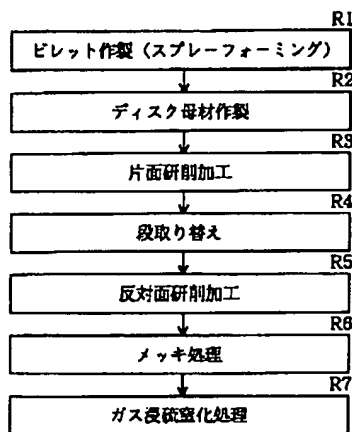 R1
ビレット作製（スプレーフォーミング）
R2
ディスク母材作製
R3
片面研削加工
R4
段取り替え
R5
反対面研削加工
R6
メッキ処理
R7
ガス浸硫窒化処理